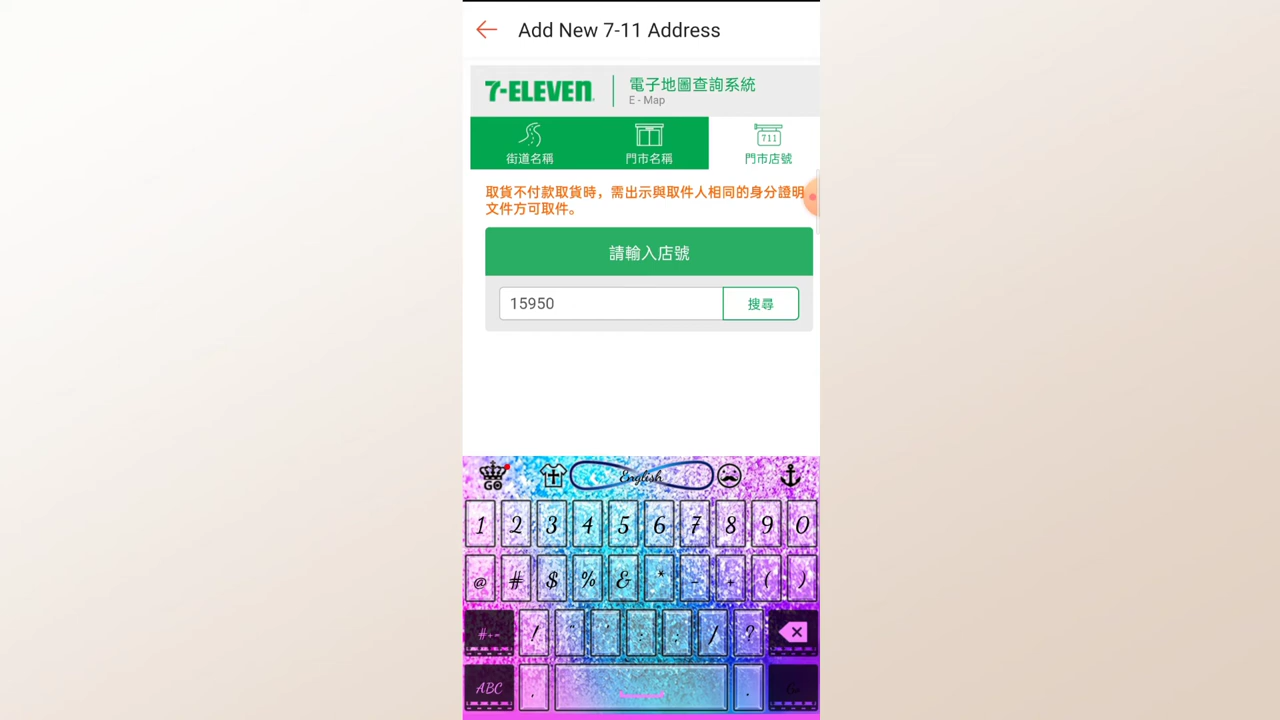 Add New 7-11 Address
7-ELEVEN
電子地圖查詢系統
E - Map
街道名稱
門市名稱
711
門市店號
取貨不付款取貨時，需出示與取件人相同的身分證明
文件方可取件。
請輸入店號
15950
搜尋
GO
English
1 2 3 4 5 6 7 8 9 0
@ # $ % & * - + ( )
#+= ! " ' : ; / ?
ABC , . Go